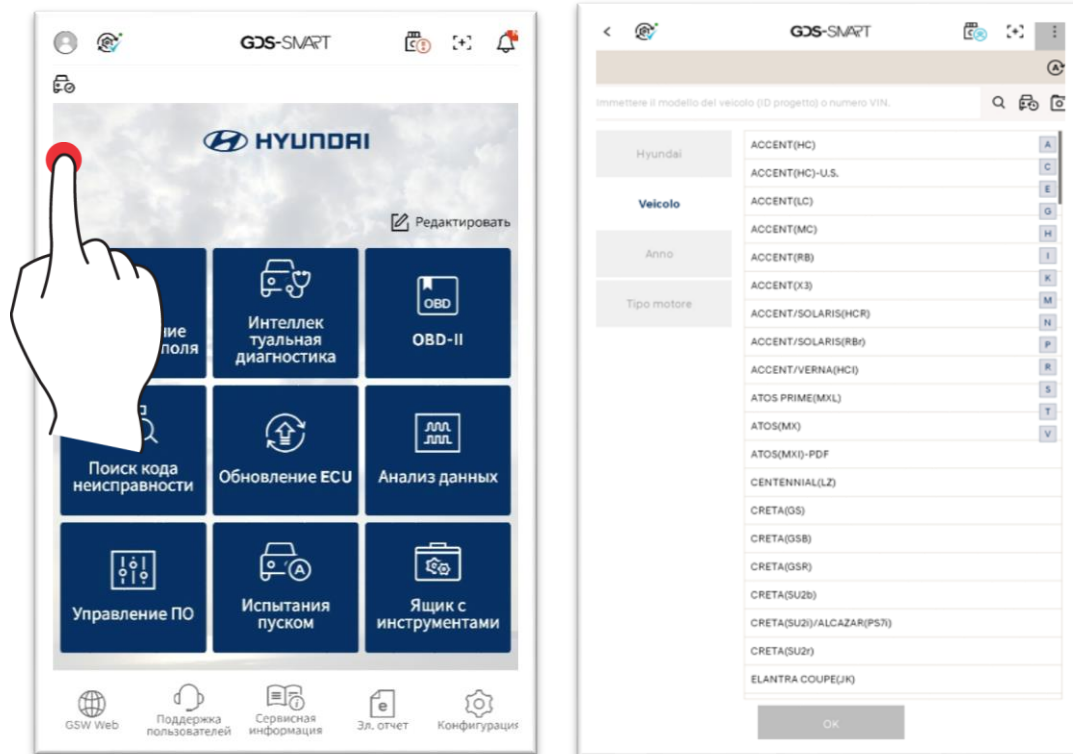 GDS-SMART
HYUNDAI
Редактировать
ние
поля
Интеллек
туальная
диагностика
OBD
OBD-II
Поиск кода
неисправности
Обновление ECU
Анализ данных
Управление ПО
A
Испытания
пуском
Ящик с
инструментами
GSW Web
Поддержка
пользователей
Сервисная
информация
e
Эл. отчет
Конфигурация
GDS-SMART
A
Immettere il modello del veicolo (ID progetto) o numero VIN.
Hyundai
Veicolo
Anno
Tipo motore
ACCENT(HC)
ACCENT(HC)-U.S.
ACCENT(LC)
ACCENT(MC)
ACCENT(RB)
ACCENT(X3)
ACCENT/SOLARIS(HCR)
ACCENT/SOLARIS(RBr)
ACCENT/VERNA(HCI)
ATOS PRIME(MXL)
ATOS(MX)
ATOS(MXI)-PDF
CENTENNIAL(LZ)
CRETA(GS)
CRETA(GSB)
CRETA(GSR)
CRETA(SU2b)
CRETA(SU2i)/ALCAZAR(PS7i)
CRETA(SU2r)
ELANTRA COUPE(JK)
A
C
E
G
H
I
K
M
N
P
R
S
T
V
OK